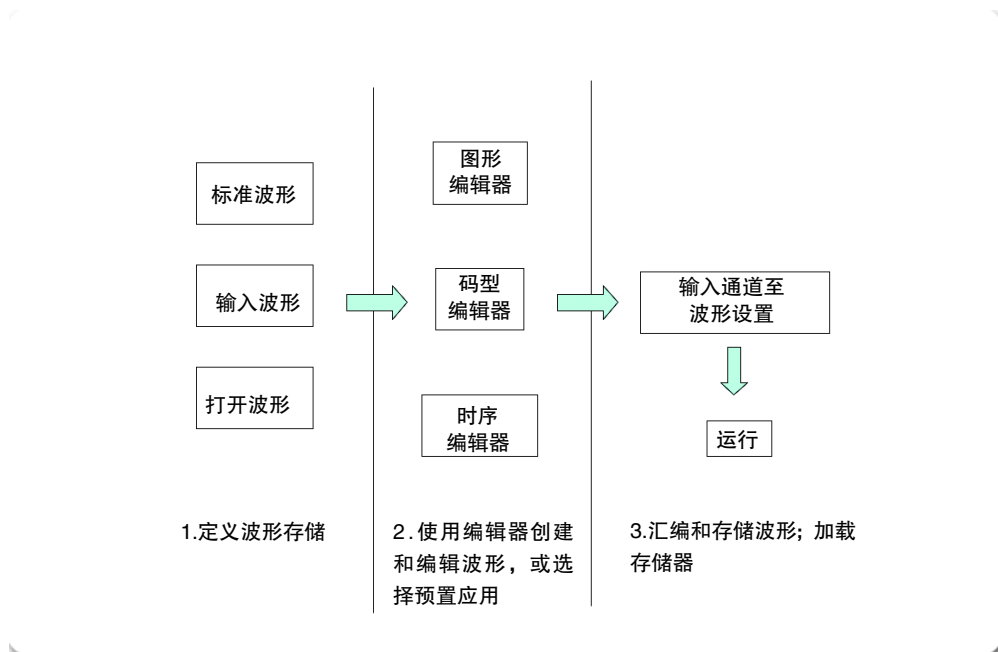 标准波形
输入波形
打开波形
1.定义波形存储
图形
编辑器
码型
编辑器
时序
编辑器
2.使用编辑器创建
和编辑波形，或选
择预置应用
输入通道至
波形设置
运行
3.汇编和存储波形；加载
存储器